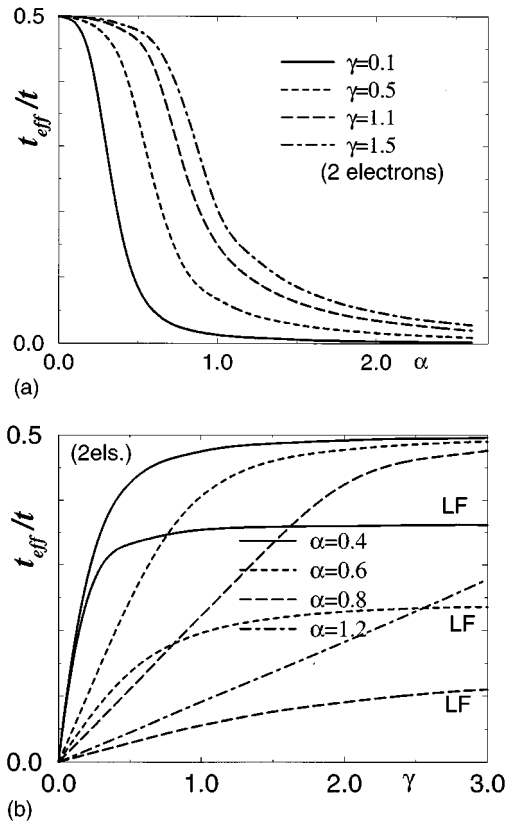 0.5
t_eff/t
γ=0.1
γ=0.5
γ=1.1
γ=1.5
(2 electrons)
0.0
0.0 1.0 α 2.0
(a)
0.5
(2els.)
t_eff/t
LF
α=0.4
α=0.6
α=0.8
α=1.2
LF
LF
0.0
0.0 1.0 2.0 γ 3.0
(b)